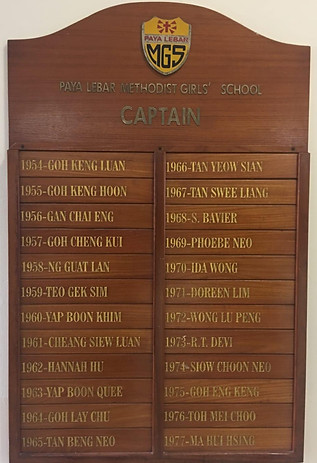 PAYA LEBAR
MGS
PAYA LEBAR METHODIST GIRLS' SCHOOL
CAPTAIN
1954-GOH KENG LUAN
1955-GOH KENG HOON
1956-GAN CHAI ENG
1957-GOH CHENG KUI
1958-NG GUAT LAN
1959-TEO GEK SIM
1960-YAP BOON KHIM
1961-CHEANG SIEW LUAN
1962-HANNAH HU
1963-YAP BOON QUEE
1964-GOH LAY CHU
1965-TAN BENG NEO
1966-TAN YEOW SIAN
1967-TAN SWEE LIANG
1968-S. BAVIER
1969-PHOEBE NEO
1970-IDA WONG
1971-DOREEN LIM
1972-WONG LU PENG
1973-R.T. DEVI
1974-SIOW CHOON NEO
1975-GOH ENG KENG
1976-TOH MEI CHOO
1977-MA HUI HSING